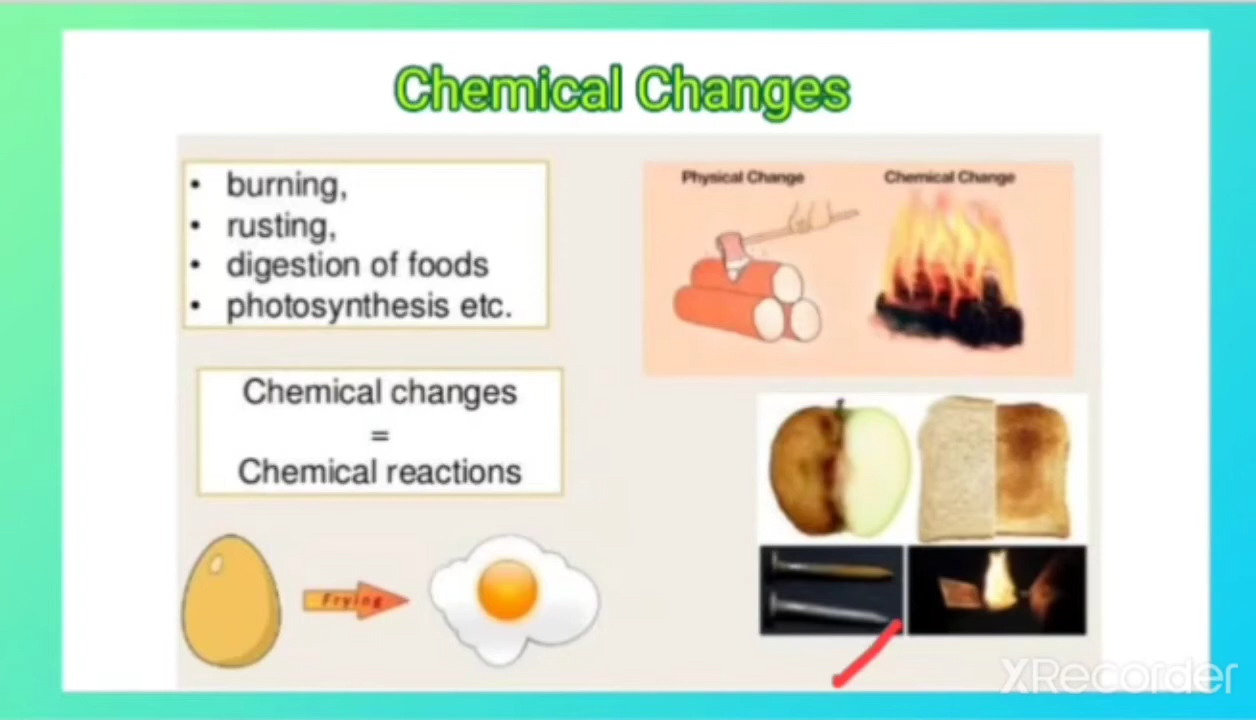 Chemical Changes
• burning,
• rusting,
• digestion of foods
• photosynthesis etc.
Chemical changes
=
Chemical reactions
Frying
Physical Change
Chemical Change
XRecorder